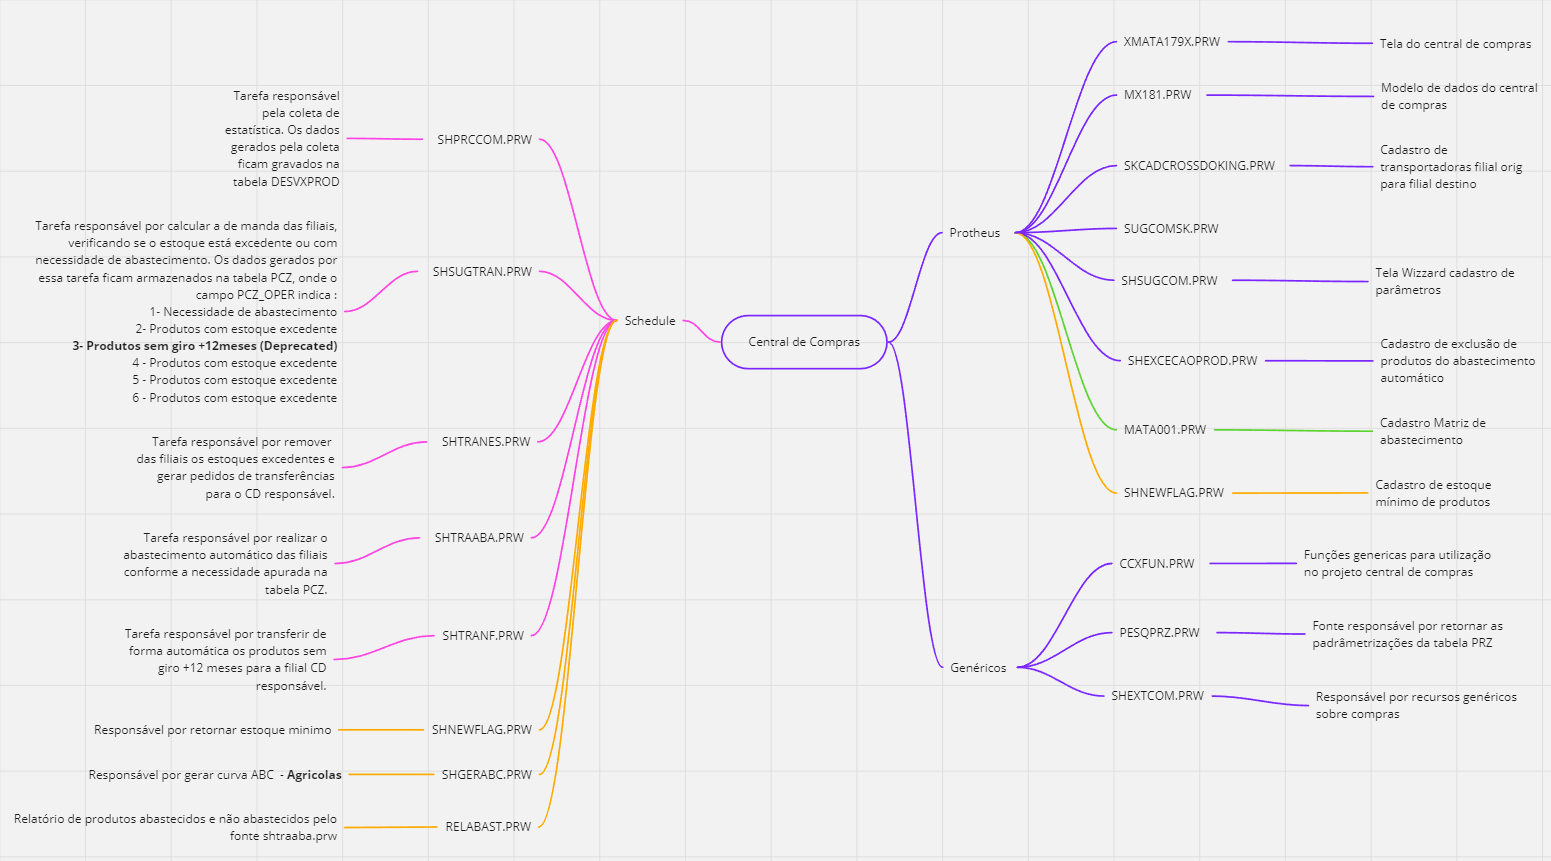 Central de Compras
Schedule
SHPRCCOM.PRW
Tarefa responsável
pela coleta de
estatística. Os dados
gerados pela coleta
ficam gravados na
tabela DESVXPROD
SHSUGTRAN.PRW
Tarefa responsável por calcular a de manda das filiais,
verificando se o estoque está excedente ou com
necessidade de abastecimento. Os dados gerados por
essa tarefa ficam armazenados na tabela PCZ, onde o
campo PCZ_OPER indica :
1- Necessidade de abastecimento
2- Produtos com estoque excedente
3- Produtos sem giro +12meses (Deprecated)
4 - Produtos com estoque excedente
5 - Produtos com estoque excedente
6 - Produtos com estoque excedente
SHTRANES.PRW
Tarefa responsável por remover
das filiais os estoques excedentes e
gerar pedidos de transferências
para o CD responsável.
SHTRAABA.PRW
Tarefa responsável por realizar o
abastecimento automático das filiais
conforme a necessidade apurada na
tabela PCZ.
SHTRANF.PRW
Tarefa responsável por transferir de
forma automática os produtos sem
giro +12 meses para a filial CD
responsável.
SHNEWFLAG.PRW
Responsável por retornar estoque minimo
SHGERABC.PRW
Responsável por gerar curva ABC  - Agricolas
RELABAST.PRW
Relatório de produtos abastecidos e não abastecidos pelo
fonte shtraaba.prw
Protheus
XMATA179X.PRW
Tela do central de compras
MX181.PRW
Modelo de dados do central
de compras
SKCADCROSSDOKING.PRW
Cadastro de
transportadoras filial orig
para filial destino
SUGCOMSK.PRW
SHSUGCOM.PRW
Tela Wizzard cadastro de
parâmetros
SHEXCECAOPROD.PRW
Cadastro de exclusão de
produtos do abastecimento
automático
MATA001.PRW
Cadastro Matriz de
abastecimento
SHNEWFLAG.PRW
Cadastro de estoque
mínimo de produtos
Genéricos
CCXFUN.PRW
Funções genericas para utilização
no projeto central de compras
PESQPRZ.PRW
Fonte responsável por retornar as
padrâmetrizações da tabela PRZ
SHEXTCOM.PRW
Responsável por recursos genéricos
sobre compras